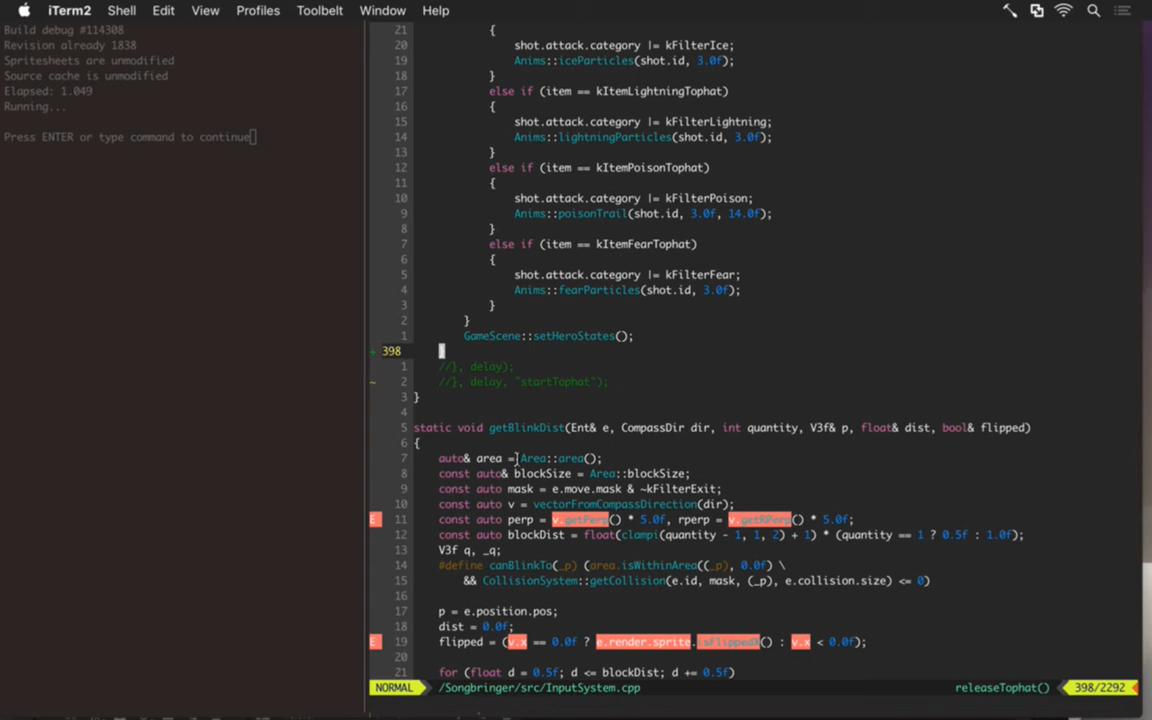 iTerm2 Shell Edit View Profiles Toolbelt Window Help
Build debug #114308
Revision already 1838
Spritesheets are unmodified
Source cache is unmodified
Elapsed: 1.049
Running...
Press ENTER or type command to continue
21 {
20 shot.attack.category |= kFilterIce;
19 Anims::iceParticles(shot.id, 3.0f);
18 }
17 else if (item == kItemLightningTophat)
16 {
15 shot.attack.category |= kFilterLightning;
14 Anims::lightningParticles(shot.id, 3.0f);
13 }
12 else if (item == kItemPoisonTophat)
11 {
10 shot.attack.category |= kFilterPoison;
9 Anims::poisonTrail(shot.id, 3.0f, 14.0f);
8 }
7 else if (item == kItemFearTophat)
6 {
5 shot.attack.category |= kFilterFear;
4 Anims::fearParticles(shot.id, 3.0f);
3 }
2 }
1 GameScene::setHeroStates();
+ 398 }
1 //}, delay);
~ 2 //}, delay, "startTophat");
3 }
4
5 static void getBlinkDist(Ent& e, CompassDir dir, int quantity, V3f& p, float& dist, bool& flipped)
6 {
7 auto& area = Area::area();
8 const auto& blockSize = Area::blockSize;
9 const auto mask = e.move.mask & ~kFilterExit;
10 const auto v = vectorFromCompassDirection(dir);
E 11 const auto perp = v.getPerp() * 5.0f, rperp = v.getRPerp() * 5.0f;
12 const auto blockDist = float(clampi(quantity - 1, 1, 2) + 1) * (quantity == 1 ? 0.5f : 1.0f);
13 V3f q, _q;
14 #define canBlinkTo(_p) (area.isWithinArea((_p), 0.0f) \
15 && CollisionSystem::getCollision(e.id, mask, (_p), e.collision.size) <= 0)
16
17 p = e.position.pos;
18 dist = 0.0f;
E 19 flipped = (v.x == 0.0f ? e.render.sprite.isFlippedX() : v.x < 0.0f);
20
21 for (float d = 0.5f; d <= blockDist; d += 0.5f)
NORMAL /Songbringer/src/InputSystem.cpp releaseTophat() 398/2292